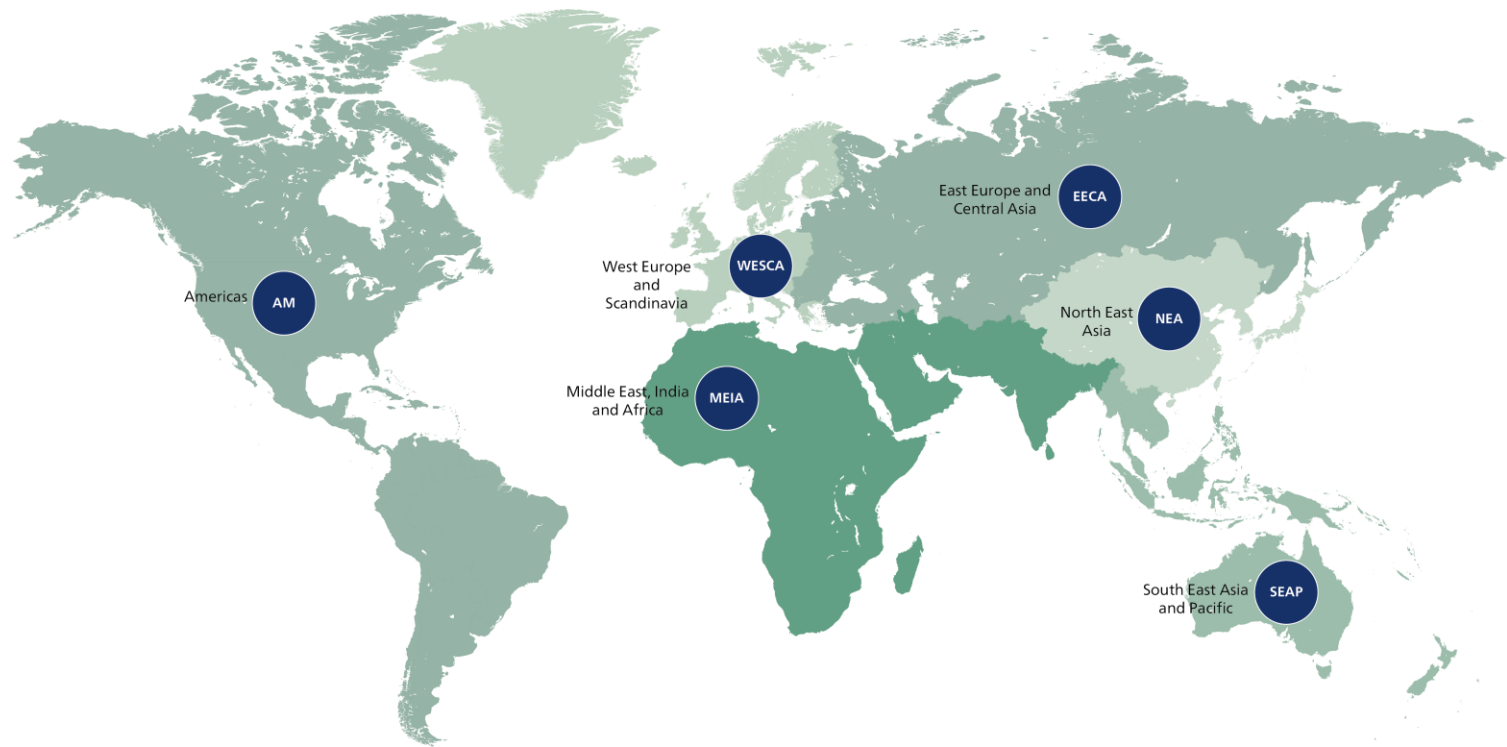 East Europe and
Central Asia
EECA
West Europe
and
Scandinavia
WESCA
Americas
AM
North East
Asia
NEA
Middle East, India
and Africa
MEIA
South East Asia
and Pacific
SEAP